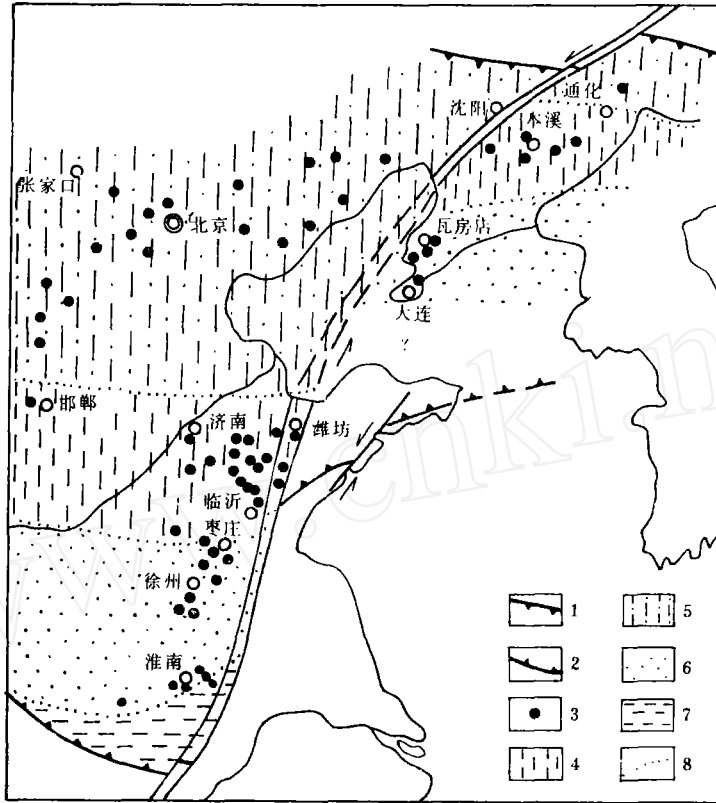 通化
沈阳
本溪
张家口
北京
瓦房店
大连
?
邯郸
济南
潍坊
临沂
枣庄
徐州
淮南
1 5
2 6
3 7
4 8
www.cnki.n